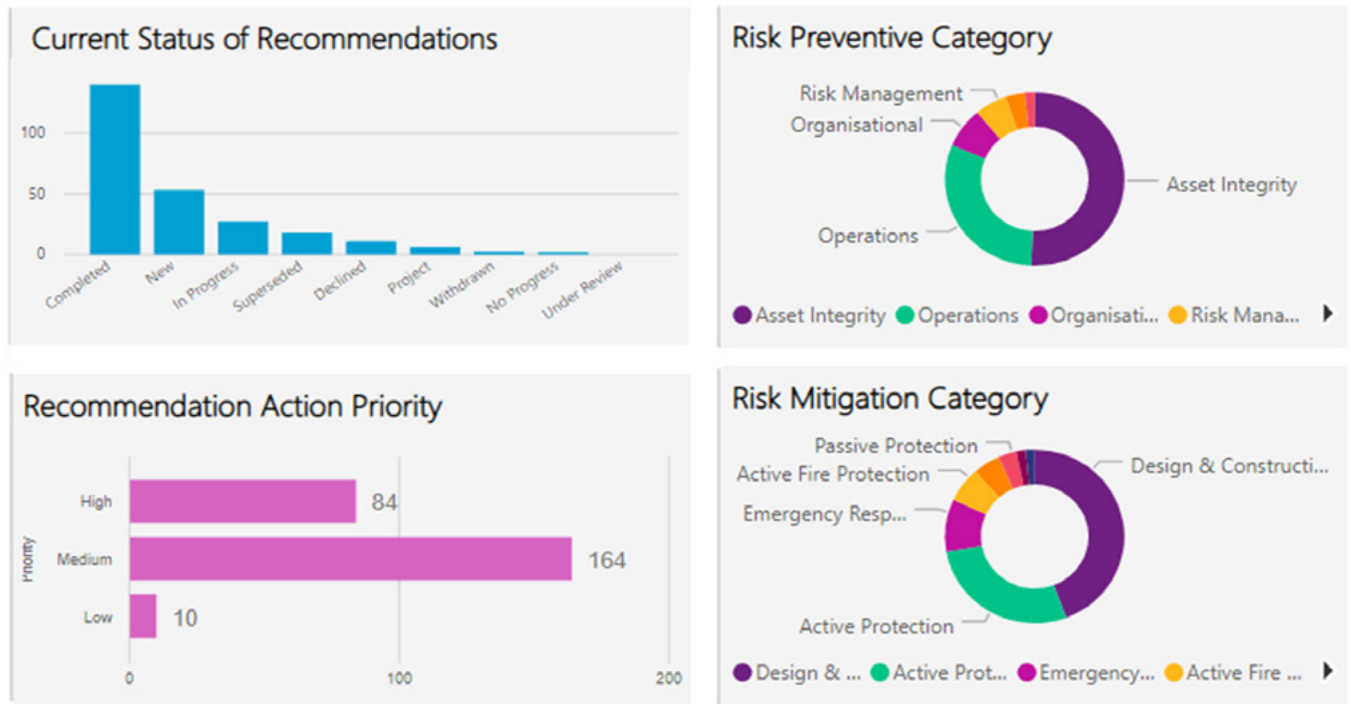 Current Status of Recommendations
100
50
0
Completed
New
In Progress
Superseded
Declined
Project
Withdrawn
No Progress
Under Review
Risk Preventive Category
Risk Management
Organisational
Asset Integrity
Operations
Asset Integrity Operations Organisati... Risk Mana...
Recommendation Action Priority
Priority
High
84
Medium
164
Low
10
0 100 200
Risk Mitigation Category
Passive Protection
Design & Constructi...
Active Fire Protection
Emergency Resp...
Active Protection
Design & ... Active Prot... Emergency... Active Fire ...